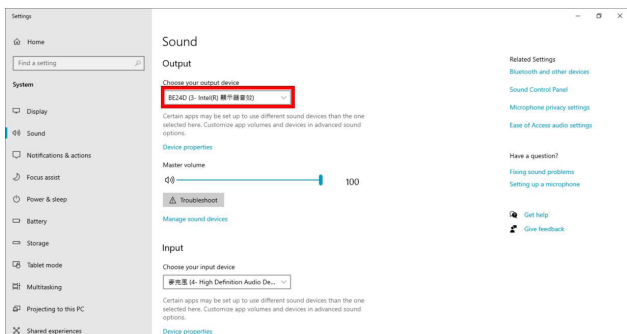 Settings
Home
Find a setting
System
Display
Sound
Notifications & actions
Focus assist
Power & sleep
Battery
Storage
Tablet mode
Multitasking
Projecting to this PC
Shared experiences
Sound
Output
Choose your output device
BE24D (3- Intel(R) 顯示器音效)
Certain apps may be set up to use different sound devices than the one
selected here. Customize app volumes and devices in advanced sound
options.
Device properties
Master volume
100
Troubleshoot
Manage sound devices
Input
Choose your input device
麥克風 (4- High Definition Audio De...
Certain apps may be set up to use different sound devices than the one
selected here. Customize app volumes and devices in advanced sound
options.
Device properties
Related Settings
Bluetooth and other devices
Sound Control Panel
Microphone privacy settings
Ease of Access audio settings
Have a question?
Fixing sound problems
Setting up a microphone
Get help
Give feedback